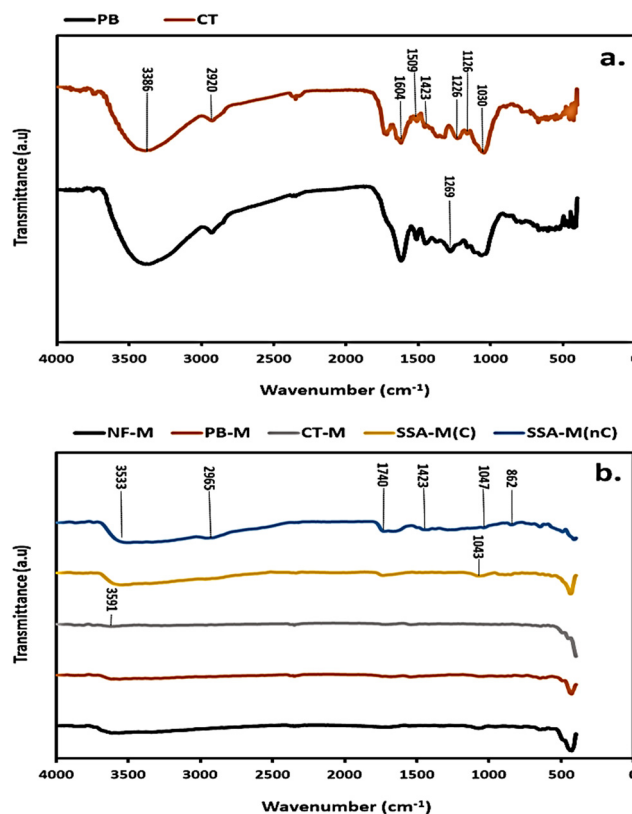 PB CT
a.
3386
2920
1604
1509
1423
1226
1126
1030
1269
Transmittance (a.u)
4000 3500 3000 2500 2000 1500 1000 500 0
Wavenumber (cm-1)
NF-M PB-M CT-M SSA-M(C) SSA-M(nC)
b.
3533
2965
1740
1423
1047
862
1043
3591
Transmittance (a.u)
4000 3500 3000 2500 2000 1500 1000 500 0
Wavenumber (cm-1)